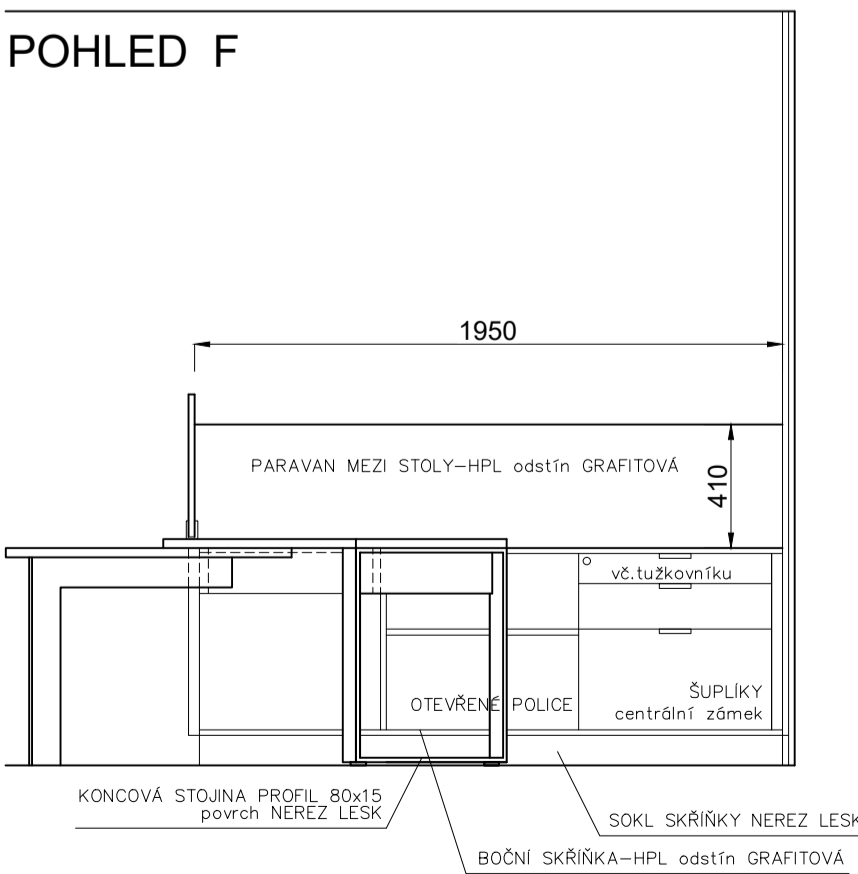 POHLED F
1950
PARAVAN MEZI STOLY-HPL odstín GRAFITOVÁ
410
vč.tužkovníku
OTEVŘENÉ POLICE
ŠUPLÍKY
centrální zámek
KONCOVÁ STOJINA PROFIL 80x15
povrch NEREZ LESK
SOKL SKŘÍŇKY NEREZ LESK
BOČNÍ SKŘÍŇKA-HPL odstín GRAFITOVÁ